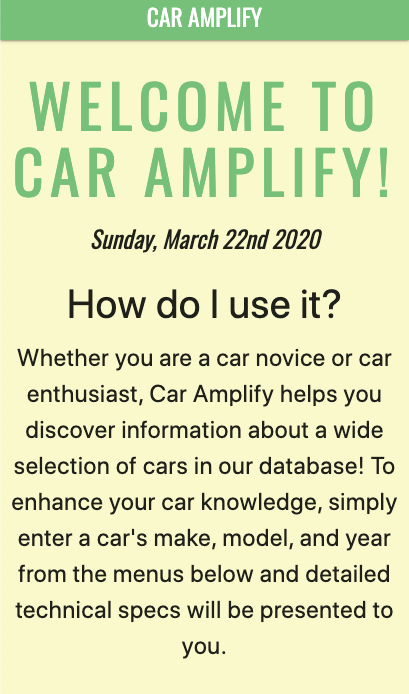 CAR AMPLIFY
WELCOME TO
CAR AMPLIFY!
Sunday, March 22nd 2020
How do I use it?
Whether you are a car novice or car
enthusiast, Car Amplify helps you
discover information about a wide
selection of cars in our database! To
enhance your car knowledge, simply
enter a car's make, model, and year
from the menus below and detailed
technical specs will be presented to
you.